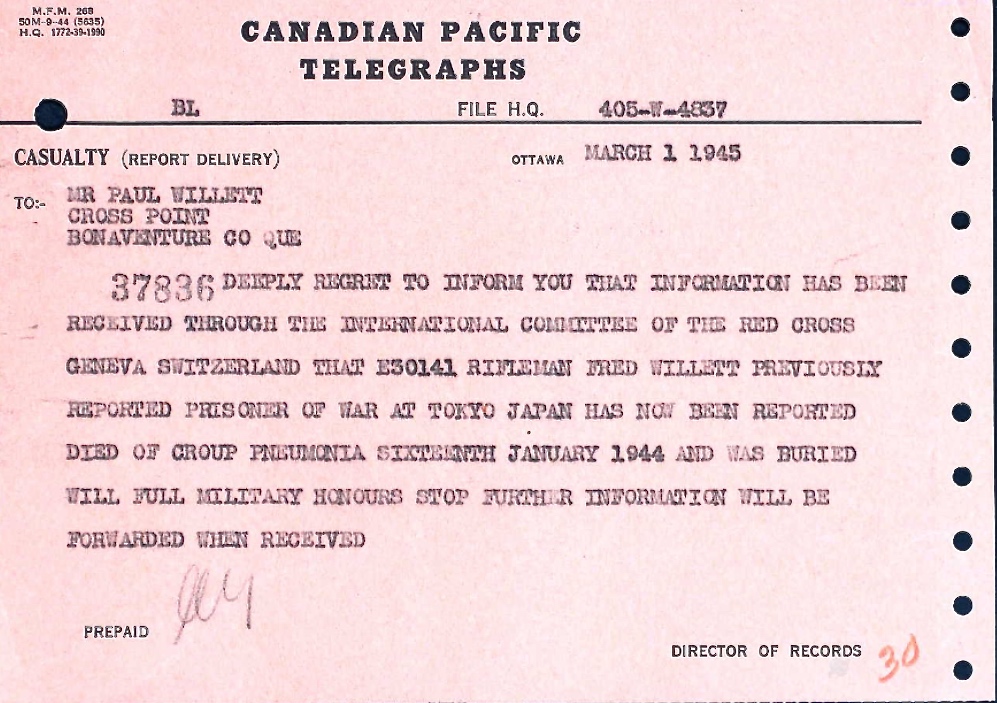 M.F.M. 268
50M-9-44 (5635)
H.Q. 1772-39-1990
CANADIAN PACIFIC
TELEGRAPHS
BL FILE H.Q. 405-W-4837
CASUALTY (REPORT DELIVERY) OTTAWA MARCH 1 1945
TO:- MR PAUL WILLETT
CROSS POINT
BONAVENTURE CO QUE
37836 DEEPLY REGRET TO INFORM YOU THAT INFORMATION HAS BEEN
RECEIVED THROUGH THE INTERNATIONAL COMMITTEE OF THE RED CROSS
GENEVA SWITZERLAND THAT E30141 RIFLEMAN FRED WILLETT PREVIOUSLY
REPORTED PRISONER OF WAR AT TOKYO JAPAN HAS NOW BEEN REPORTED
DIED OF CROUP PNEUMONIA SIXTEENTH JANUARY 1944 AND WAS BURIED
WILL FULL MILITARY HONOURS STOP FURTHER INFORMATION WILL BE
FORWARDED WHEN RECEIVED
PREPAID
DIRECTOR OF RECORDS 30